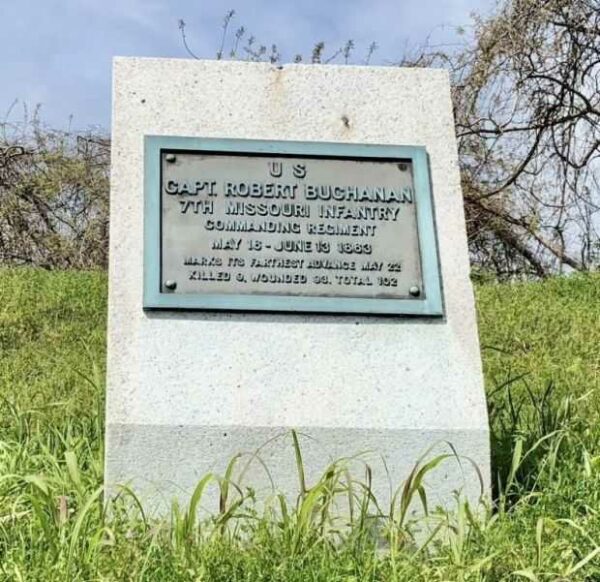 U S
CAPT. ROBERT BUCHANAN
7TH MISSOURI INFANTRY
COMMANDING REGIMENT
MAY 18 - JUNE 13 1863
MARKS ITS FARTHEST ADVANCE MAY 22
KILLED 9, WOUNDED 93, TOTAL 102